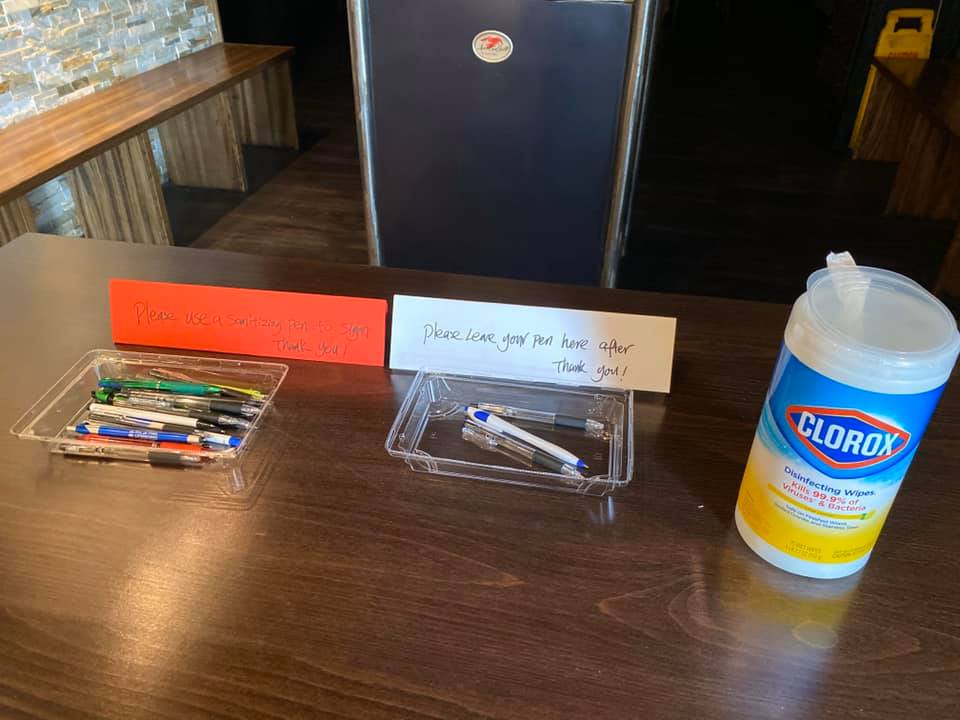 Please use a sanitizing pen to sign
Thank you!
Please leave your pen here after
Thank you!
CLOROX
Disinfecting Wipes
Kills 99.9% of
Viruses* & Bacteria